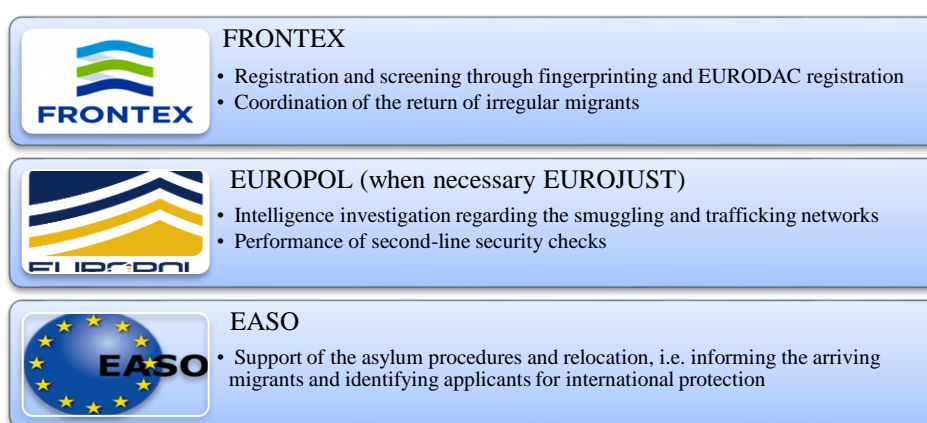 FRONTEX
FRONTEX
• Registration and screening through fingerprinting and EURODAC registration
• Coordination of the return of irregular migrants
EUROPOL
EUROPOL (when necessary EUROJUST)
• Intelligence investigation regarding the smuggling and trafficking networks
• Performance of second-line security checks
EASO
EASO
• Support of the asylum procedures and relocation, i.e. informing the arriving
migrants and identifying applicants for international protection